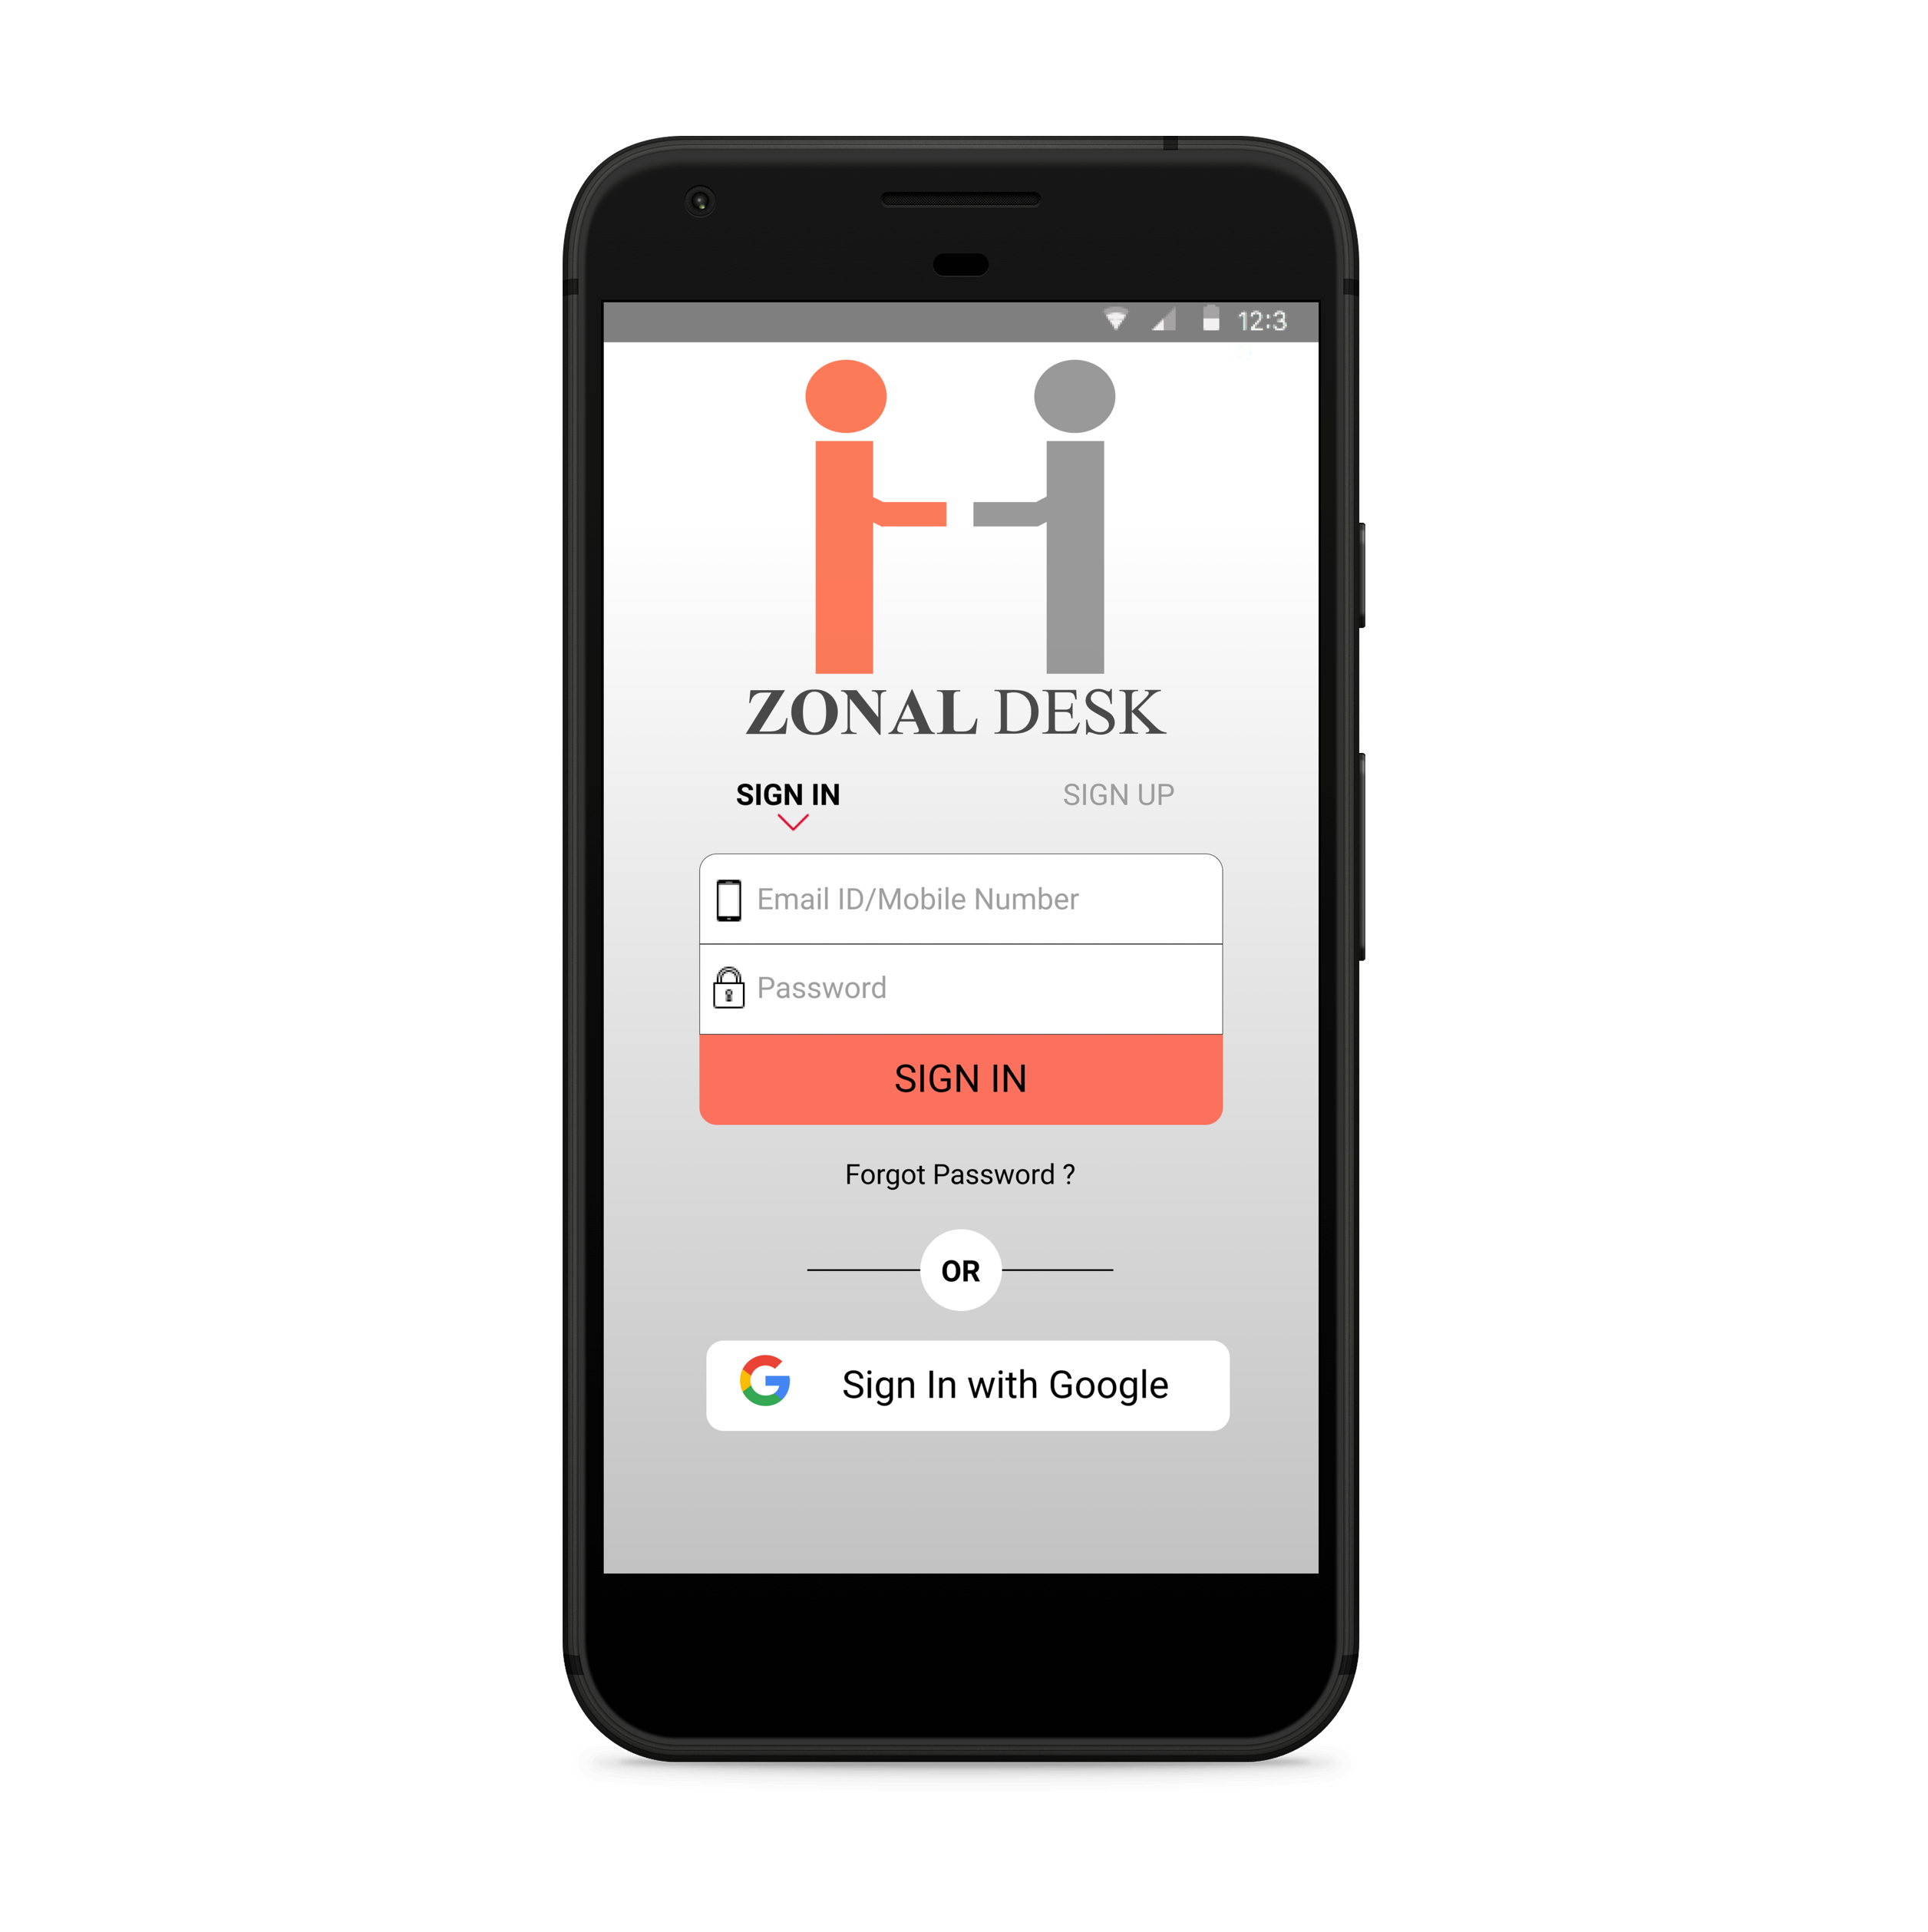 12:3
ZONAL DESK
SIGN IN SIGN UP
Email ID/Mobile Number
Password
SIGN IN
Forgot Password ?
OR
Sign In with Google